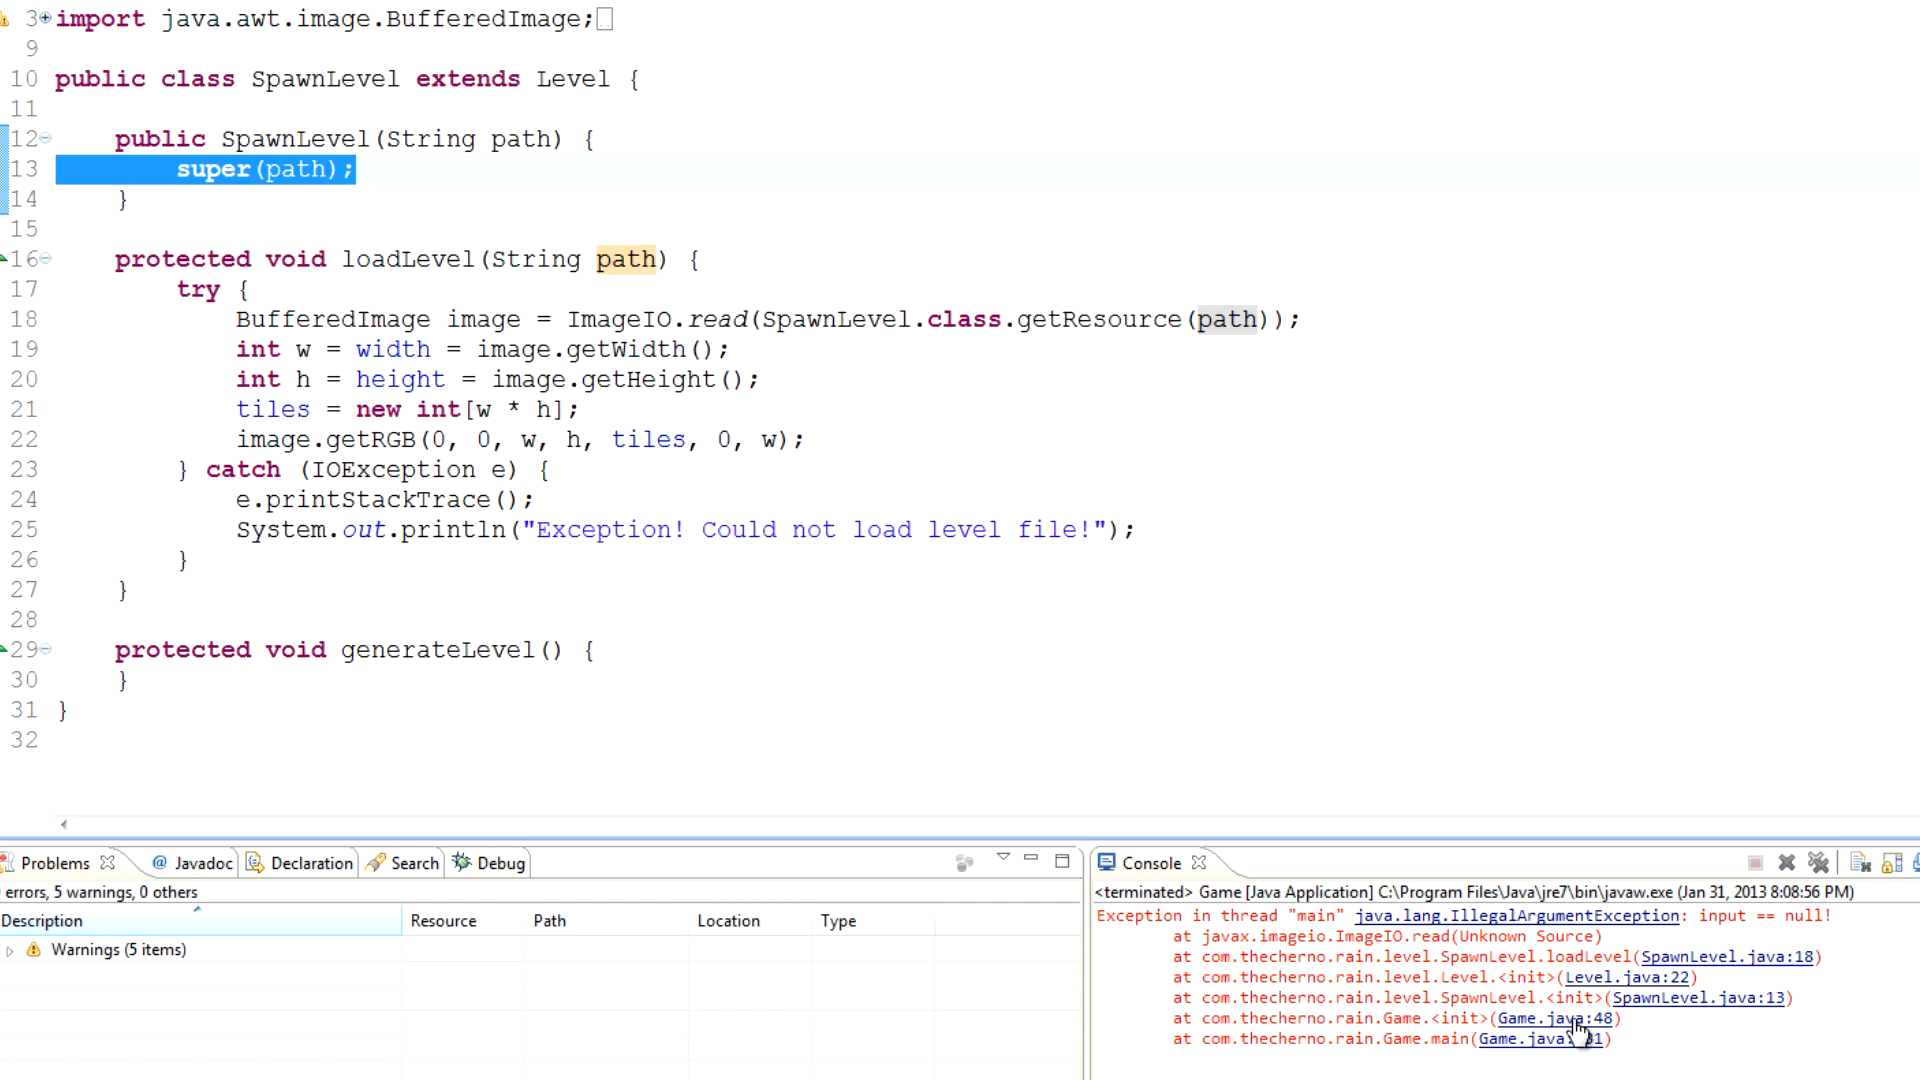 3 import java.awt.image.BufferedImage;
9
10 public class SpawnLevel extends Level {
11
12 public SpawnLevel(String path) {
13 super(path);
14 }
15
16 protected void loadLevel(String path) {
17 try {
18 BufferedImage image = ImageIO.read(SpawnLevel.class.getResource(path));
19 int w = width = image.getWidth();
20 int h = height = image.getHeight();
21 tiles = new int[w * h];
22 image.getRGB(0, 0, w, h, tiles, 0, w);
23 } catch (IOException e) {
24 e.printStackTrace();
25 System.out.println("Exception! Could not load level file!");
26 }
27 }
28
29 protected void generateLevel() {
30 }
31 }
32
Problems @ Javadoc Declaration Search Debug
errors, 5 warnings, 0 others
Description Resource Path Location Type
Warnings (5 items)
Console
<terminated> Game [Java Application] C:\Program Files\Java\jre7\bin\javaw.exe (Jan 31, 2013 8:08:56 PM)
Exception in thread "main" java.lang.IllegalArgumentException: input == null!
at javax.imageio.ImageIO.read(Unknown Source)
at com.thecherno.rain.level.SpawnLevel.loadLevel(SpawnLevel.java:18)
at com.thecherno.rain.level.Level.<init>(Level.java:22)
at com.thecherno.rain.level.SpawnLevel.<init>(SpawnLevel.java:13)
at com.thecherno.rain.Game.<init>(Game.java:48)
at com.thecherno.rain.Game.main(Game.java